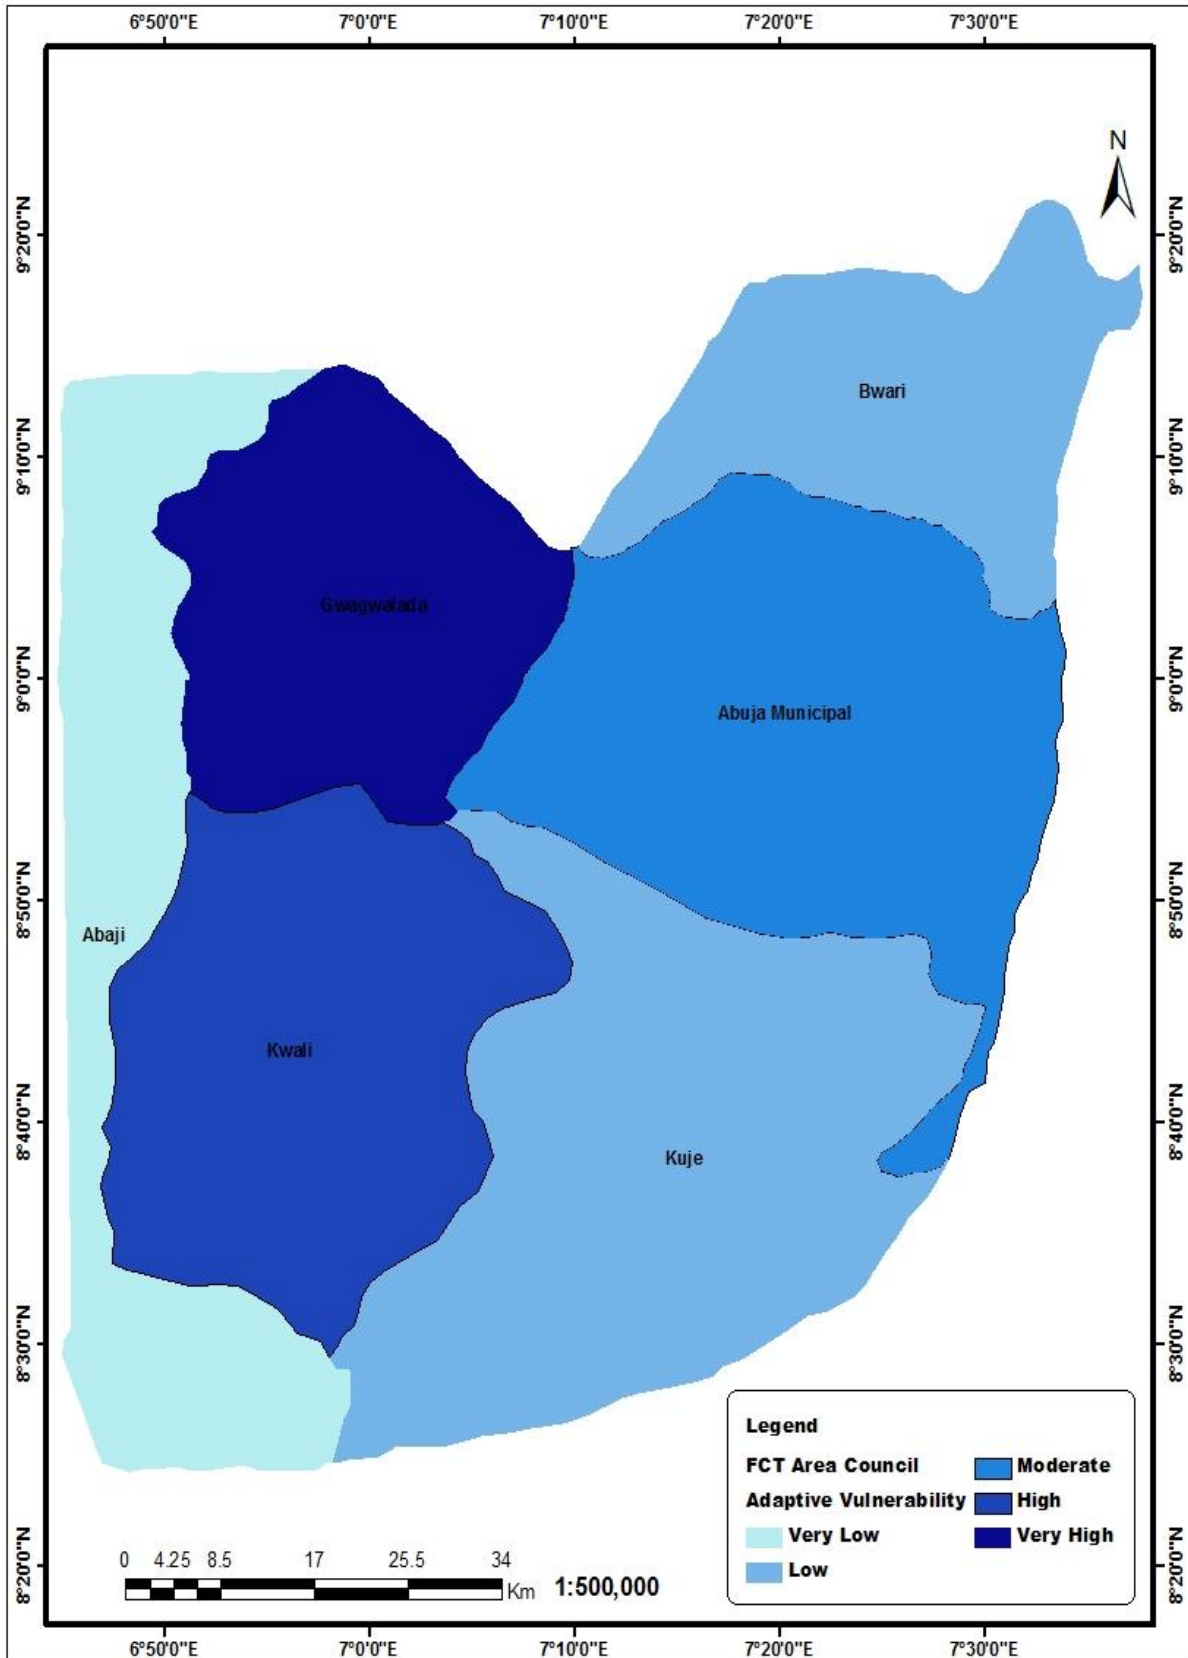 6°50'0"E 7°0'0"E 7°10'0"E 7°20'0"E 7°30'0"E
N
9°20'0"N 9°20'0"N
Bwari
9°10'0"N 9°10'0"N
Gwagwalada
9°0'0"N 9°0'0"N
Abuja Municipal
8°50'0"N 8°50'0"N
Abaji
Kwali
8°40'0"N 8°40'0"N
Kuje
8°30'0"N 8°30'0"N
Legend
FCT Area Council
Adaptive Vulnerability
Very Low
Low
Moderate
High
Very High
0 4.25 8.5 17 25.5 34
Km
1:500,000
8°20'0"N 8°20'0"N
6°50'0"E 7°0'0"E 7°10'0"E 7°20'0"E 7°30'0"E